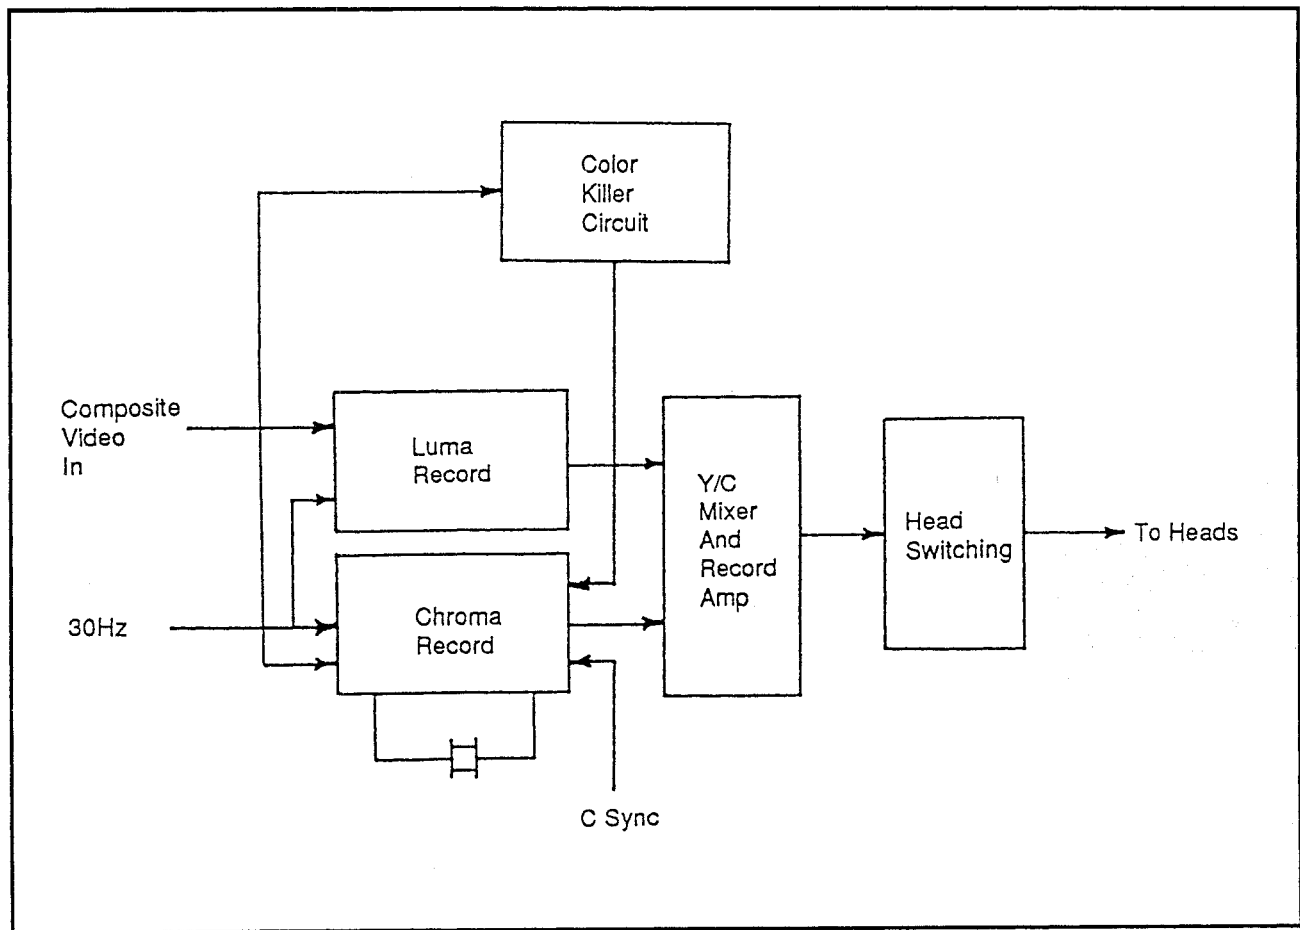 Color
Killer
Circuit
Composite
Video
In
Luma
Record
Y/C
Mixer
And
Record
Amp
Head
Switching
To Heads
30Hz
Chroma
Record
C Sync